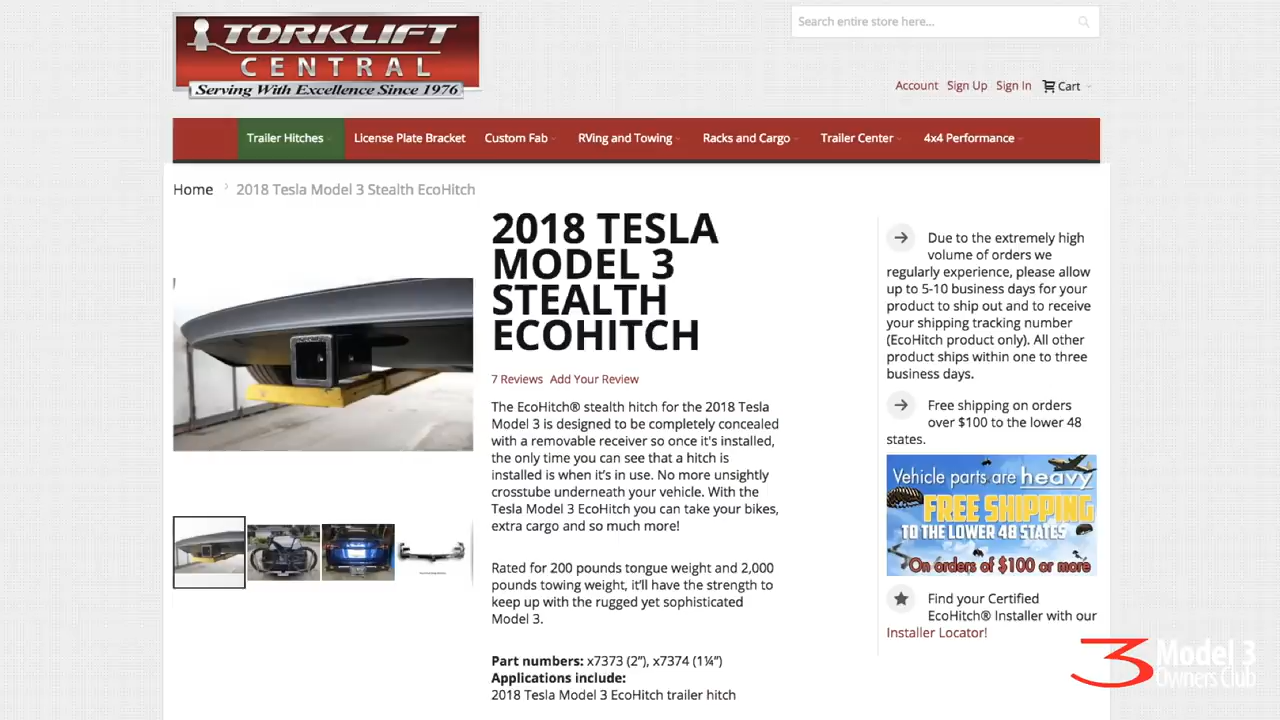 TORKLIFT
CENTRAL
Serving With Excellence Since 1976
Search entire store here...
Account Sign Up Sign In Cart
Trailer Hitches License Plate Bracket Custom Fab RVing and Towing Racks and Cargo Trailer Center 4x4 Performance
Home 2018 Tesla Model 3 Stealth EcoHitch
2018 TESLA
MODEL 3
STEALTH
ECOHITCH
7 Reviews Add Your Review
The EcoHitch® stealth hitch for the 2018 Tesla
Model 3 is designed to be completely concealed
with a removable receiver so once it's installed,
the only time you can see that a hitch is
installed is when it’s in use. No more unsightly
crosstube underneath your vehicle. With the
Tesla Model 3 EcoHitch you can take your bikes,
extra cargo and so much more!
Rated for 200 pounds tongue weight and 2,000
pounds towing weight, it’ll have the strength to
keep up with the rugged yet sophisticated
Model 3.
Part numbers: x7373 (2”), x7374 (1¼”)
Applications include:
2018 Tesla Model 3 EcoHitch trailer hitch
Due to the extremely high
volume of orders we
regularly experience, please allow
up to 5-10 business days for your
product to ship out and to receive
your shipping tracking number
(EcoHitch product only). All other
product ships within one to three
business days.
Free shipping on orders
over $100 to the lower 48
states.
Vehicle parts are heavy
FREE SHIPPING
TO THE LOWER 48 STATES
On orders of $100 or more
Find your Certified
EcoHitch® Installer with our
Installer Locator!
3 Model 3
Owners Club